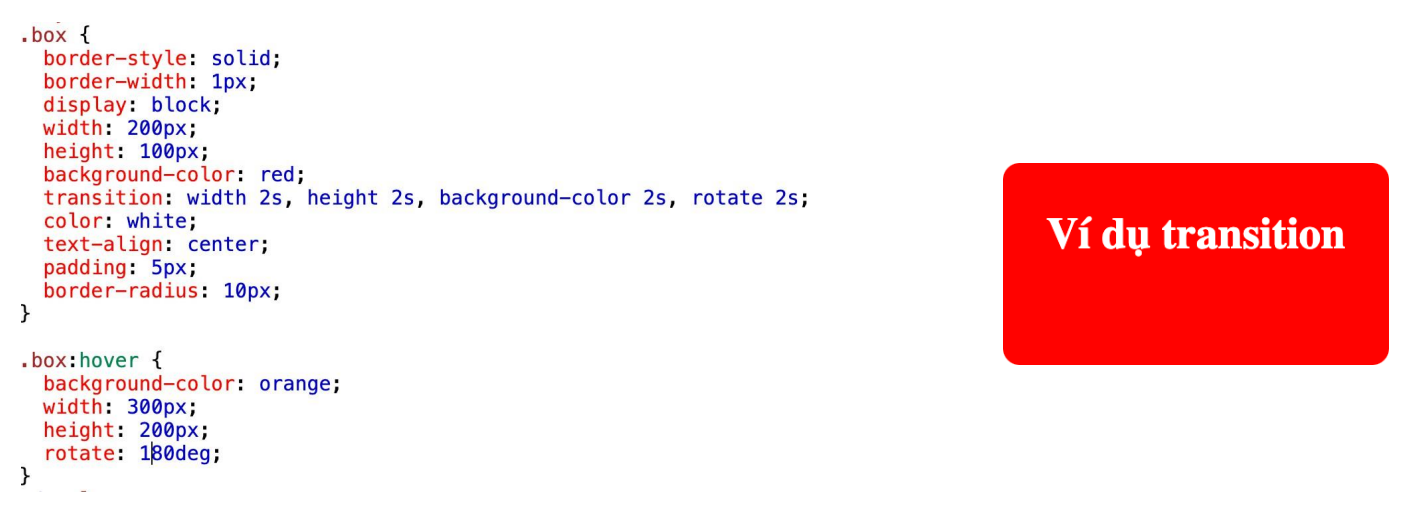 .box {
  border-style: solid;
  border-width: 1px;
  display: block;
  width: 200px;
  height: 100px;
  background-color: red;
  transition: width 2s, height 2s, background-color 2s, rotate 2s;
  color: white;
  text-align: center;
  padding: 5px;
  border-radius: 10px;
}

.box:hover {
  background-color: orange;
  width: 300px;
  height: 200px;
  rotate: 180deg;
}
Ví dụ transition